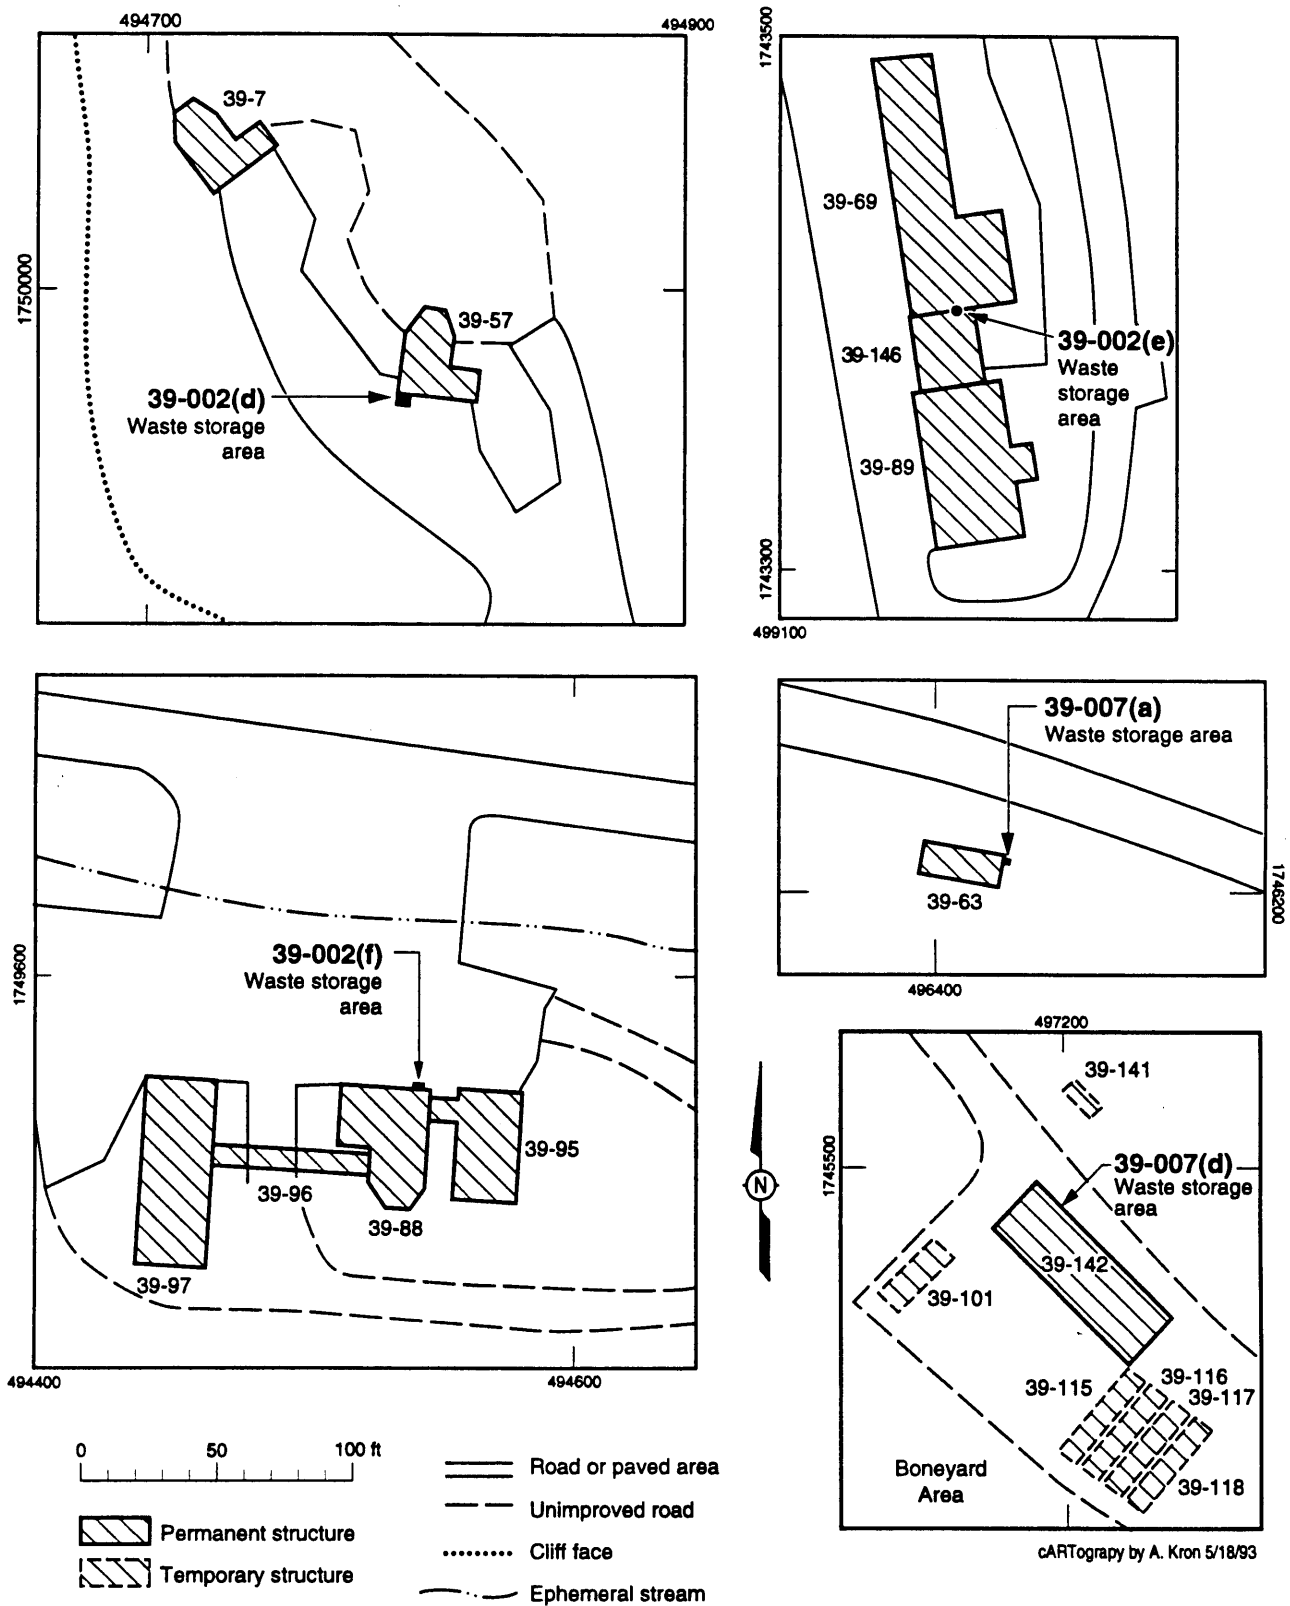 494700
494900
39-7
1750000
39-57
39-002(d)
Waste storage
area
1743500
39-69
39-002(e)
Waste
storage
area
39-146
39-89
1743300
499100
39-002(f)
Waste storage
area
1749600
39-95
39-96
39-88
39-97
494400
494600
39-007(a)
Waste storage area
39-63
1746200
496400
N
497200
39-141
1745500
39-007(d)
Waste storage
area
39-142
39-101
39-115
39-116
39-117
39-118
Boneyard
Area
0 50 100 ft
Permanent structure
Temporary structure
Road or paved area
Unimproved road
Cliff face
Ephemeral stream
cARTograpy by A. Kron 5/18/93